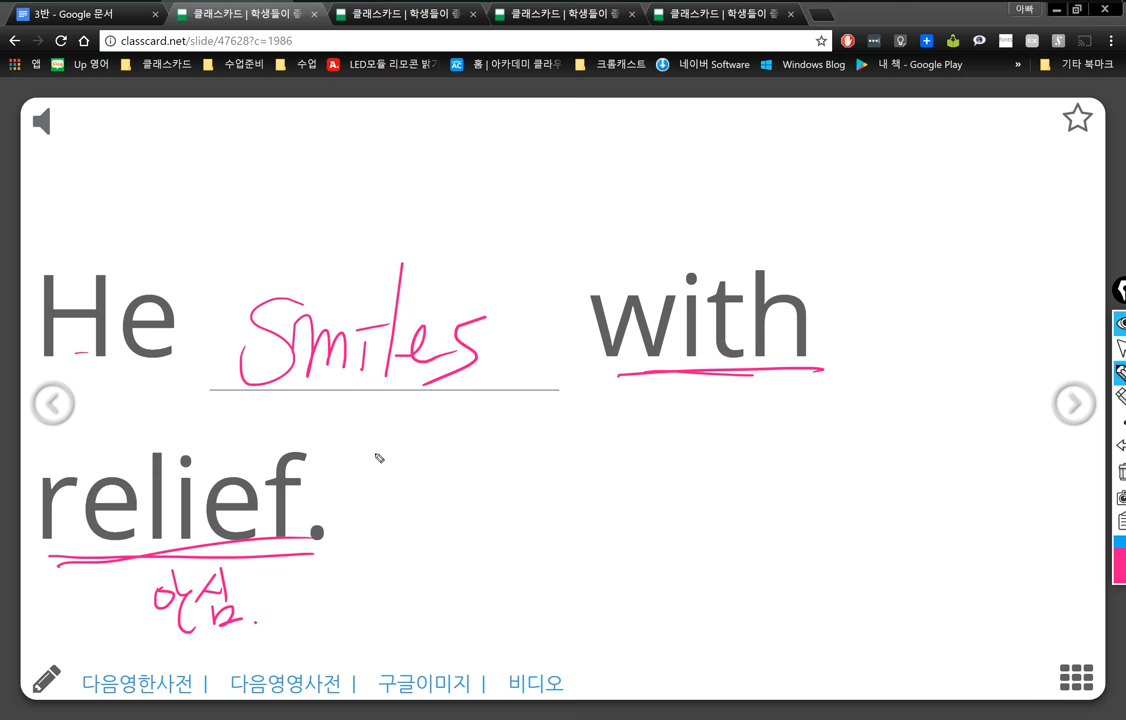 3반 - Google 문서
클래스카드 | 학생들이 좋
클래스카드 | 학생들이 좋
클래스카드 | 학생들이 좋
클래스카드 | 학생들이 좋
아빠
classcard.net/slide/47628?c=1986
앱 Up 영어 클래스카드 수업준비 수업 LED모듈 리모콘 밝기 홈 | 아카데미 클라우 크롬캐스트 네이버 Software Windows Blog 내 책 - Google Play » 기타 북마크
He smiles with
relief.
안심.
다음영한사전 | 다음영영사전 | 구글이미지 | 비디오